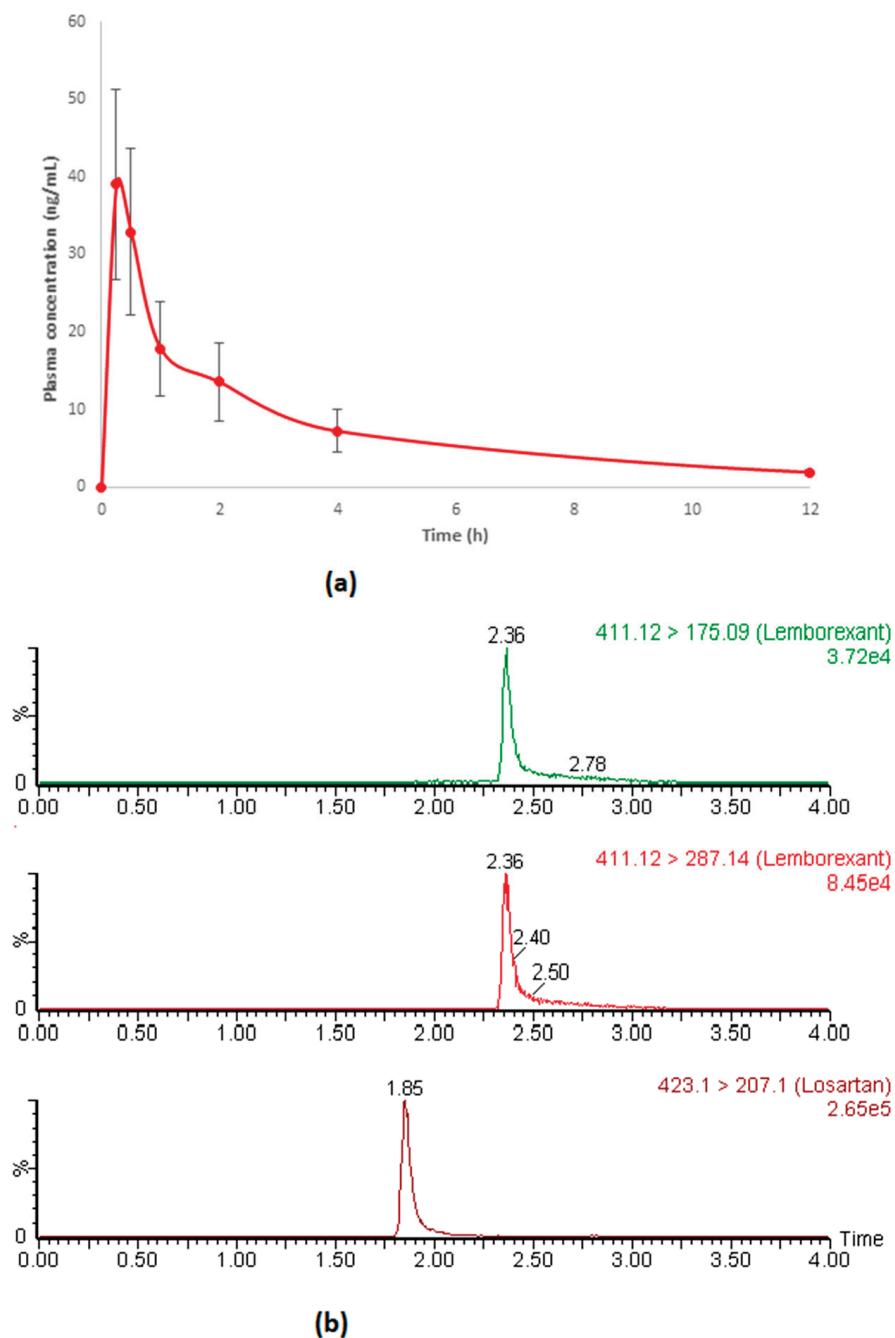 60
50
40
30
20
10
0
Plasma concentration (ng/mL)
0 2 4 6 8 10 12
Time (h)
(a)
2.36
411.12 > 175.09 (Lemborexant)
3.72e4
%
2.78
0
0.00 0.50 1.00 1.50 2.00 2.50 3.00 3.50 4.00
2.36
411.12 > 287.14 (Lemborexant)
8.45e4
%
2.40
2.50
0
0.00 0.50 1.00 1.50 2.00 2.50 3.00 3.50 4.00
1.85
423.1 > 207.1 (Losartan)
2.65e5
%
0
Time
0.00 0.50 1.00 1.50 2.00 2.50 3.00 3.50 4.00
(b)